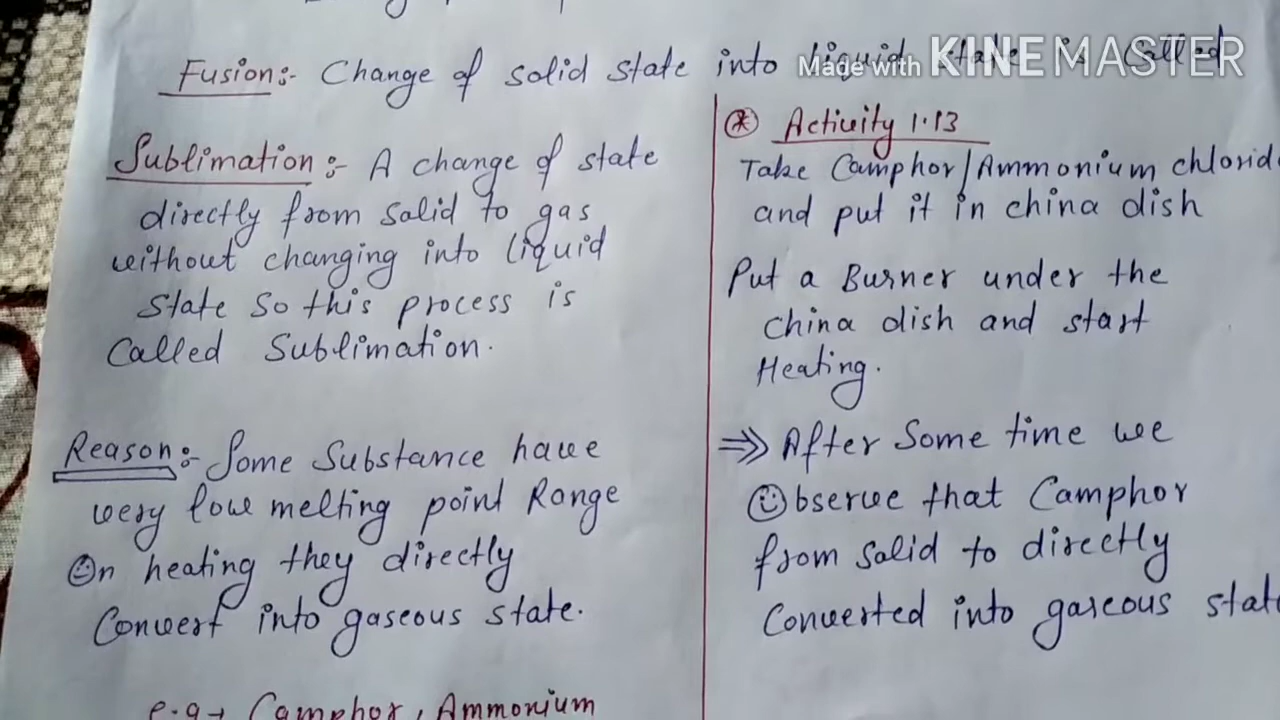 Fusion:- Change of solid state into liquid state is called
Made with KINEMASTER
Sublimation:- A change of state
directly from solid to gas
without changing into liquid
state so this process is
called Sublimation.
Reason:- Some Substance have
very low melting point Range
On heating they directly
Convert into gaseous state.
e.g→ Camphor, Ammonium
* Activity 1.13
Take Camphor/Ammonium chlorid
and put it in china dish
Put a Burner under the
china dish and start
Heating.
⇒ After some time we
Observe that Camphor
from solid to directly
Converted into gaseous stat